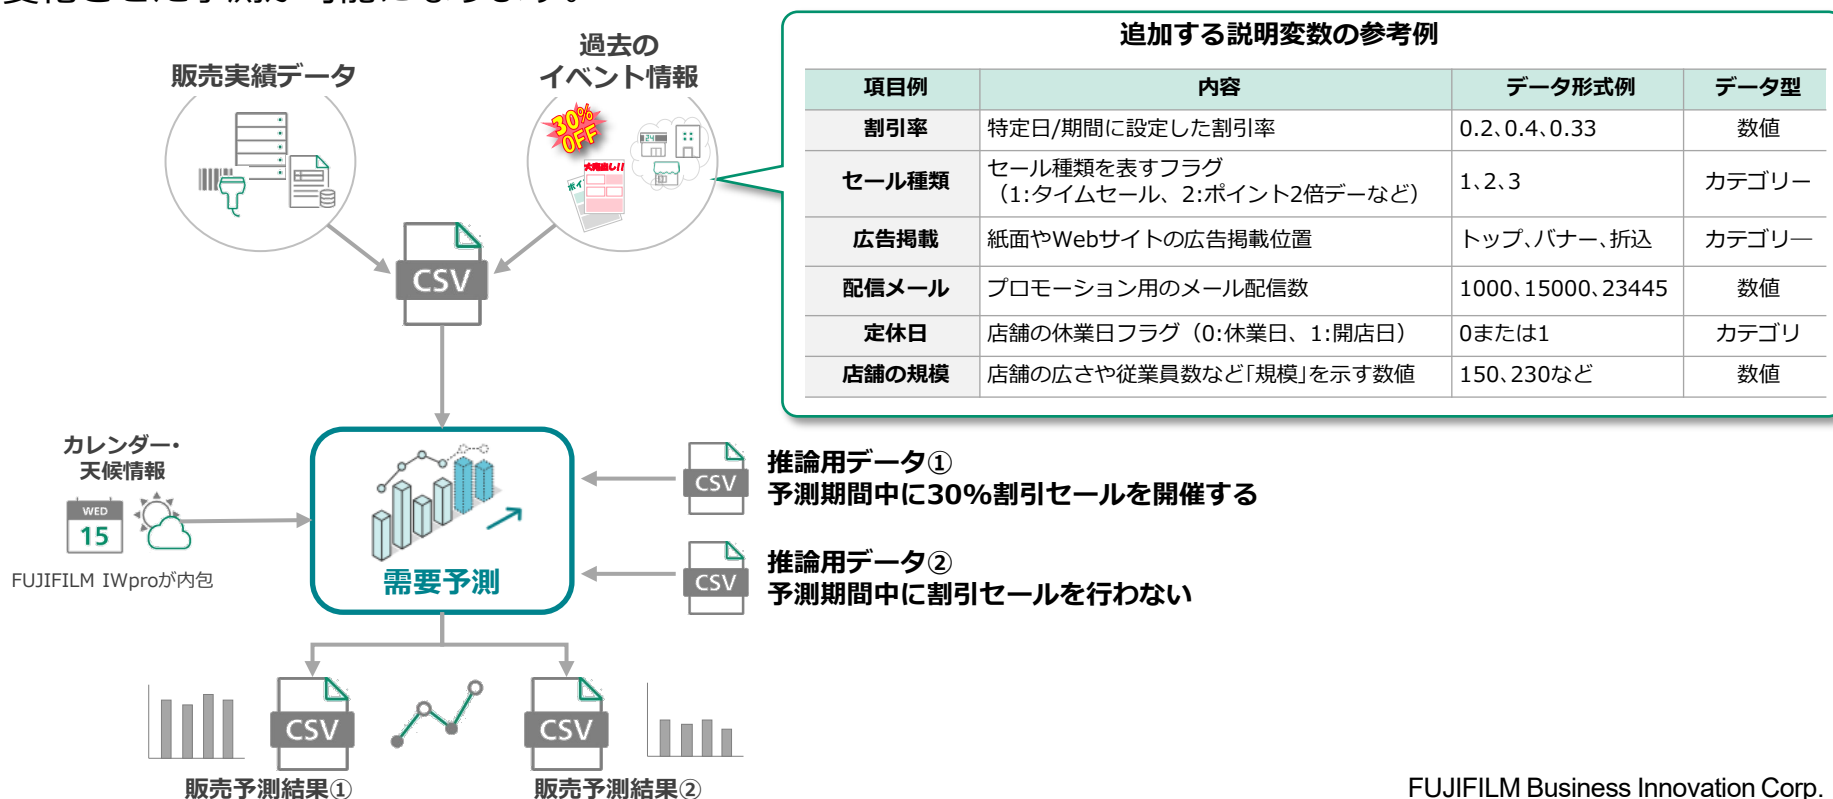 販売実績データ
過去の
イベント情報
30%
OFF
大売出し!!
CSV
追加する説明変数の参考例
項目例 内容 データ形式例 データ型
割引率 特定日/期間に設定した割引率 0.2、0.4、0.33 数値
セール種類 セール種類を表すフラグ
（1:タイムセール、2:ポイント2倍デーなど） 1、2、3 カテゴリー
広告掲載 紙面やWebサイトの広告掲載位置 トップ、バナー、折込 カテゴリ―
配信メール プロモーション用のメール配信数 1000、15000、23445 数値
定休日 店舗の休業日フラグ（0:休業日、1:開店日） 0または1 カテゴリ
店舗の規模 店舗の広さや従業員数など「規模」を示す数値 150、230など 数値
カレンダー・
天候情報
WED
15
FUJIFILM IWproが内包
需要予測
CSV
推論用データ①
予測期間中に30%割引セールを開催する
CSV
推論用データ②
予測期間中に割引セールを行わない
CSV
販売予測結果①
CSV
販売予測結果②
FUJIFILM Business Innovation Corp.